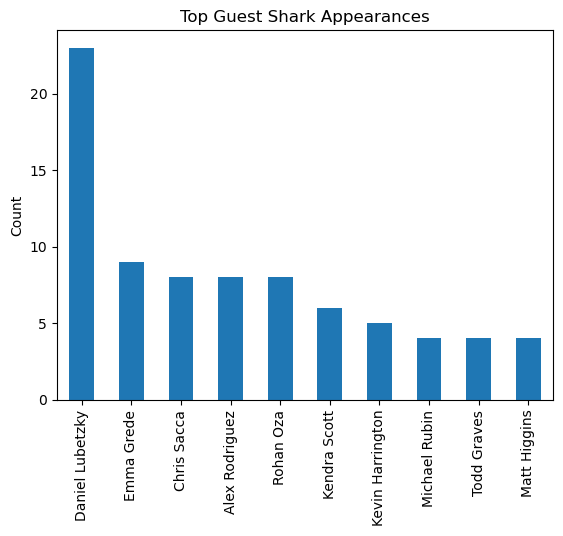 Top Guest Shark Appearances
Count
20
15
10
5
0
Daniel Lubetzky
Emma Grede
Chris Sacca
Alex Rodriguez
Rohan Oza
Kendra Scott
Kevin Harrington
Michael Rubin
Todd Graves
Matt Higgins